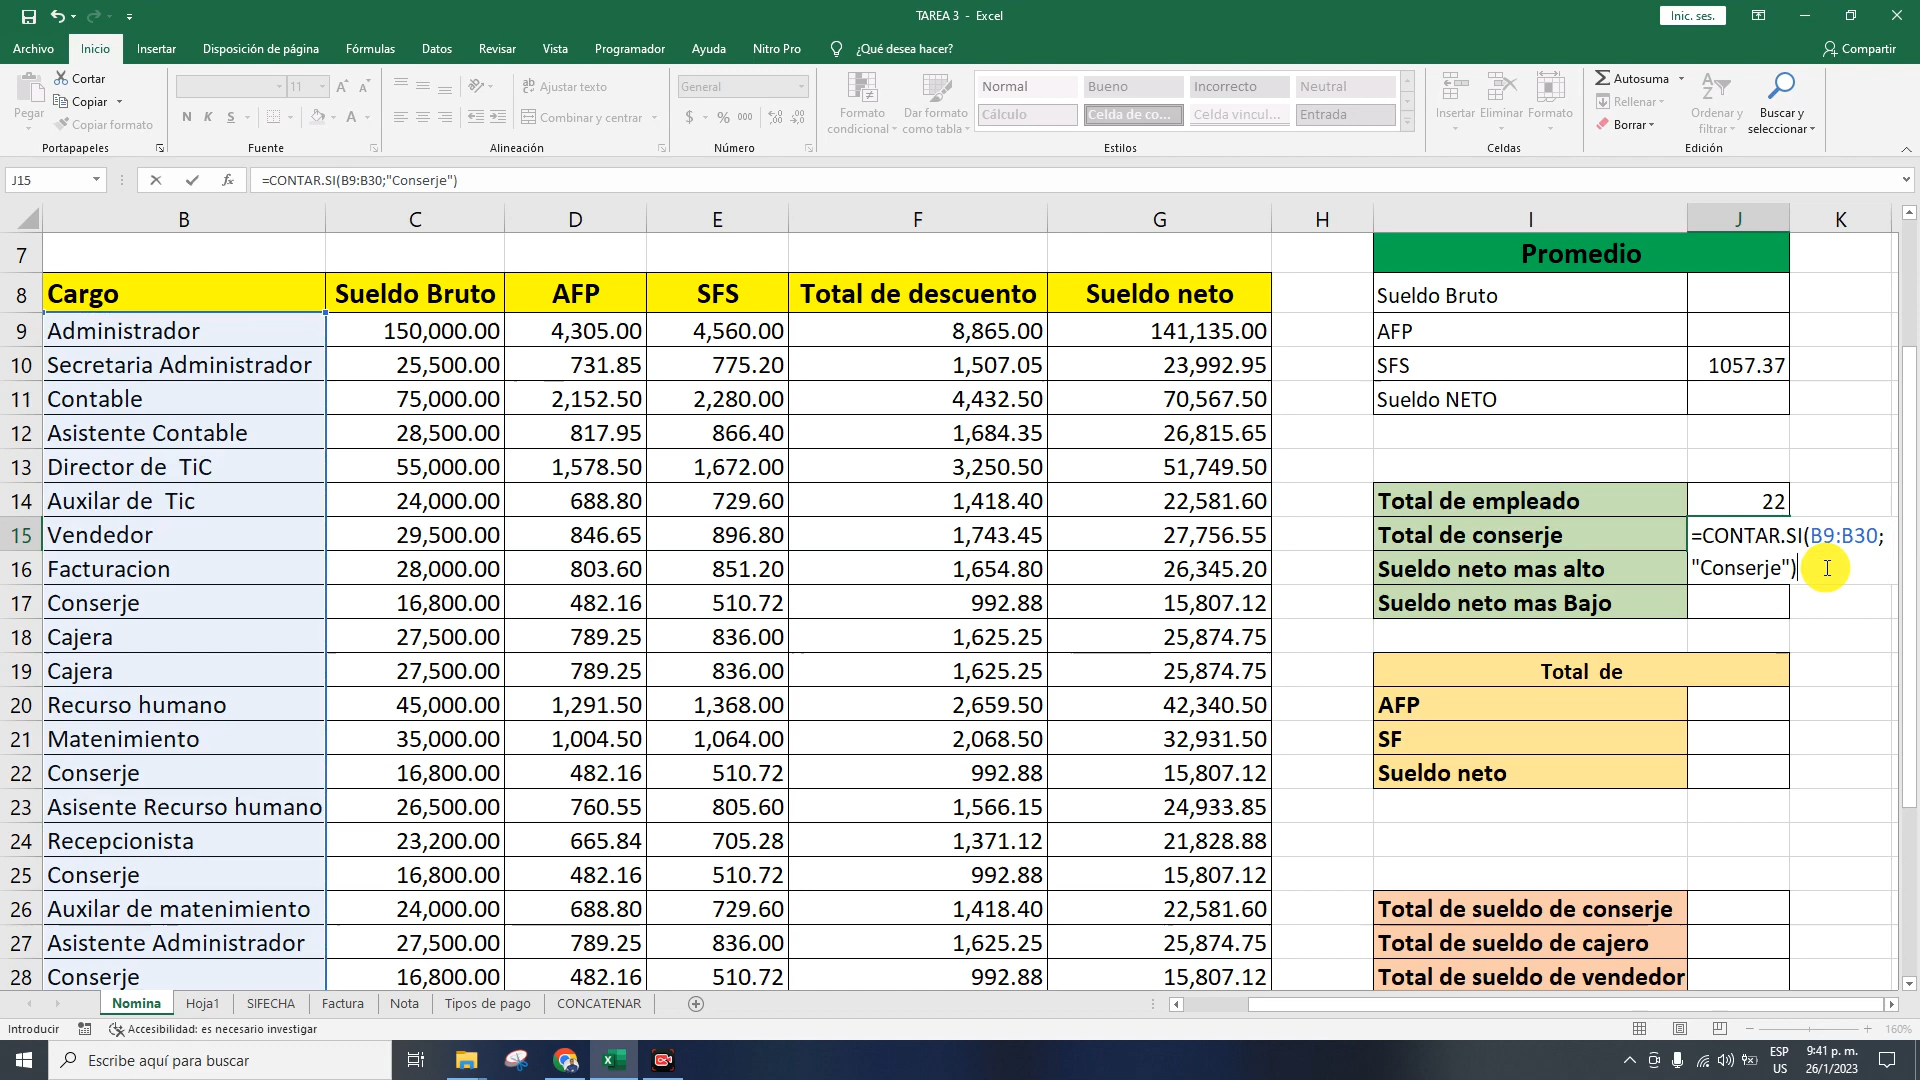 TAREA 3 - Excel
Inic. ses.
Archivo Inicio Insertar Disposición de página Fórmulas Datos Revisar Vista Programador Ayuda Nitro Pro ¿Qué desea hacer? Compartir
Pegar
Cortar
Copiar
Copiar formato
Portapapeles
11
N K S
Fuente
Ajustar texto
Combinar y centrar
Alineación
General
$ % 000
Número
Formato condicional
Dar formato como tabla
Normal Bueno Incorrecto Neutral
Cálculo Celda de co... Celda vincul... Entrada
Estilos
Insertar Eliminar Formato
Celdas
Autosuma
Rellenar
Borrar
Ordenar y filtrar
Buscar y seleccionar
Edición
J15 fx =CONTAR.SI(B9:B30;"Conserje")
B C D E F G H I J K
7 Promedio
8 Cargo Sueldo Bruto AFP SFS Total de descuento Sueldo neto Sueldo Bruto
9 Administrador 150,000.00 4,305.00 4,560.00 8,865.00 141,135.00 AFP
10 Secretaria Administrador 25,500.00 731.85 775.20 1,507.05 23,992.95 SFS 1057.37
11 Contable 75,000.00 2,152.50 2,280.00 4,432.50 70,567.50 Sueldo NETO
12 Asistente Contable 28,500.00 817.95 866.40 1,684.35 26,815.65
13 Director de  TiC 55,000.00 1,578.50 1,672.00 3,250.50 51,749.50
14 Auxilar de  Tic 24,000.00 688.80 729.60 1,418.40 22,581.60 Total de empleado 22
15 Vendedor 29,500.00 846.65 896.80 1,743.45 27,756.55 Total de conserje =CONTAR.SI(B9:B30;
16 Facturacion 28,000.00 803.60 851.20 1,654.80 26,345.20 Sueldo neto mas alto "Conserje")
17 Conserje 16,800.00 482.16 510.72 992.88 15,807.12 Sueldo neto mas Bajo
18 Cajera 27,500.00 789.25 836.00 1,625.25 25,874.75
19 Cajera 27,500.00 789.25 836.00 1,625.25 25,874.75 Total  de
20 Recurso humano 45,000.00 1,291.50 1,368.00 2,659.50 42,340.50 AFP
21 Matenimiento 35,000.00 1,004.50 1,064.00 2,068.50 32,931.50 SF
22 Conserje 16,800.00 482.16 510.72 992.88 15,807.12 Sueldo neto
23 Asisente Recurso humano 26,500.00 760.55 805.60 1,566.15 24,933.85
24 Recepcionista 23,200.00 665.84 705.28 1,371.12 21,828.88
25 Conserje 16,800.00 482.16 510.72 992.88 15,807.12
26 Auxilar de matenimiento 24,000.00 688.80 729.60 1,418.40 22,581.60 Total de sueldo de conserje
27 Asistente Administrador 27,500.00 789.25 836.00 1,625.25 25,874.75 Total de sueldo de cajero
28 Conserje 16,800.00 482.16 510.72 992.88 15,807.12 Total de sueldo de vendedor
Nomina Hoja1 SIFECHA Factura Nota Tipos de pago CONCATENAR
Introducir Accesibilidad: es necesario investigar 160%
Escribe aquí para buscar
ESP
US
9:41 p. m.
26/1/2023